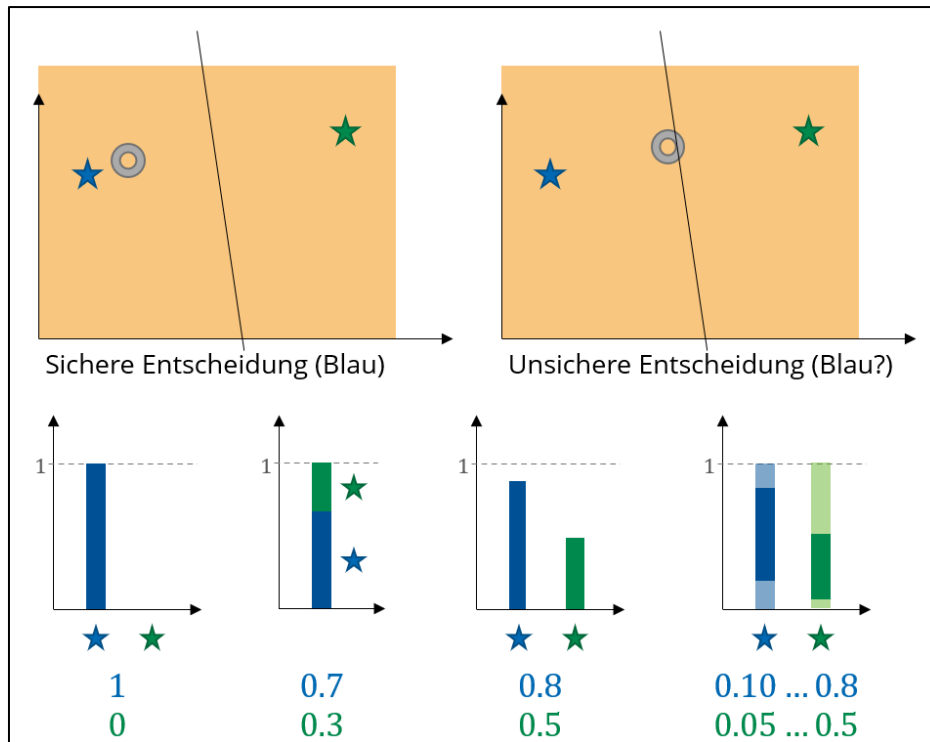 Sichere Entscheidung (Blau)
Unsichere Entscheidung (Blau?)
1
1
1
1
1
0.7
0.8
0.10 ... 0.8
0
0.3
0.5
0.05 ... 0.5